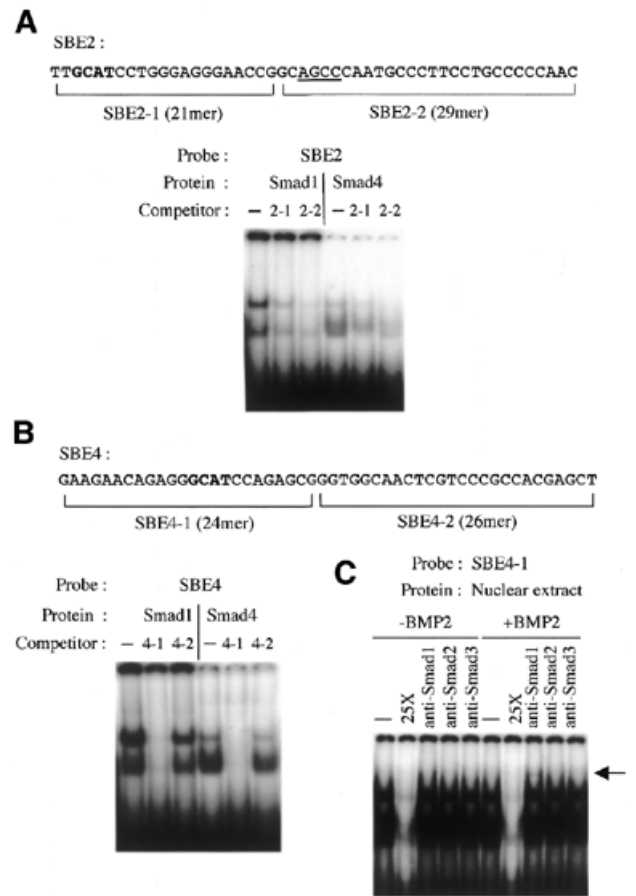 A
SBE2 :
TTGCATCCTGGGAGGGAACCGGCAGCCCAATGCCCTTCCTGCCCCCAAC
SBE2-1 (21mer) SBE2-2 (29mer)
Probe : SBE2
Protein : Smad1 Smad4
Competitor : – 2-1 2-2 – 2-1 2-2
B
SBE4 :
GAAGAACAGAGGGCATCCAGAGCGGGTGGCAACTCGTCCCGCCACGAGCT
SBE4-1 (24mer) SBE4-2 (26mer)
Probe : SBE4
Protein : Smad1 Smad4
Competitor : – 4-1 4-2 – 4-1 4-2
C
Probe : SBE4-1
Protein : Nuclear extract
-BMP2 +BMP2
– 25X anti-Smad1 anti-Smad2 anti-Smad3 – 25X anti-Smad1 anti-Smad2 anti-Smad3